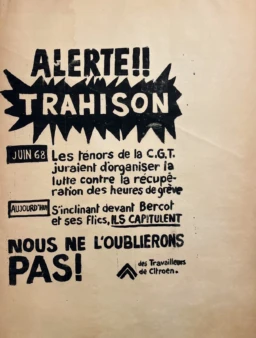 ALERTE!!
TRAHISON
JUIN 68 Les ténors de la C.G.T.
juraient d'organiser la
lutte contre la récupé-
ration des heures de grève
AUJOURD'HUI S'inclinant devant Bercot
et ses flics, ILS CAPITULENT
NOUS NE L'OUBLIERONS
PAS!
des Travailleurs
de Citroën.